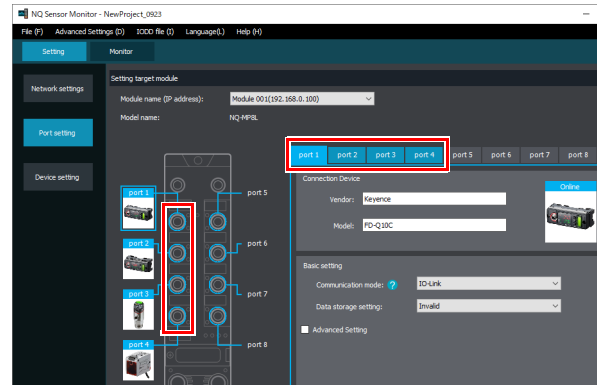 NQ Sensor Monitor - NewProject_0923
File (F) Advanced Settings (D) IODD file (I) Language(L) Help (H)
Setting Monitor
Network settings
Port setting
Device setting
Setting target module
Module name (IP address): Module 001(192.168.0.100)
Model name: NQ-MP8L
port 1 port 2 port 3 port 4 port 5 port 6 port 7 port 8
port 1
port 2
port 3
port 4
port 5
port 6
port 7
port 8
Connection Device
Online
Vendor: Keyence
Model: FD-Q10C
Basic setting
Communication mode: ? IO-Link
Data storage setting: Invalid
Advanced Setting